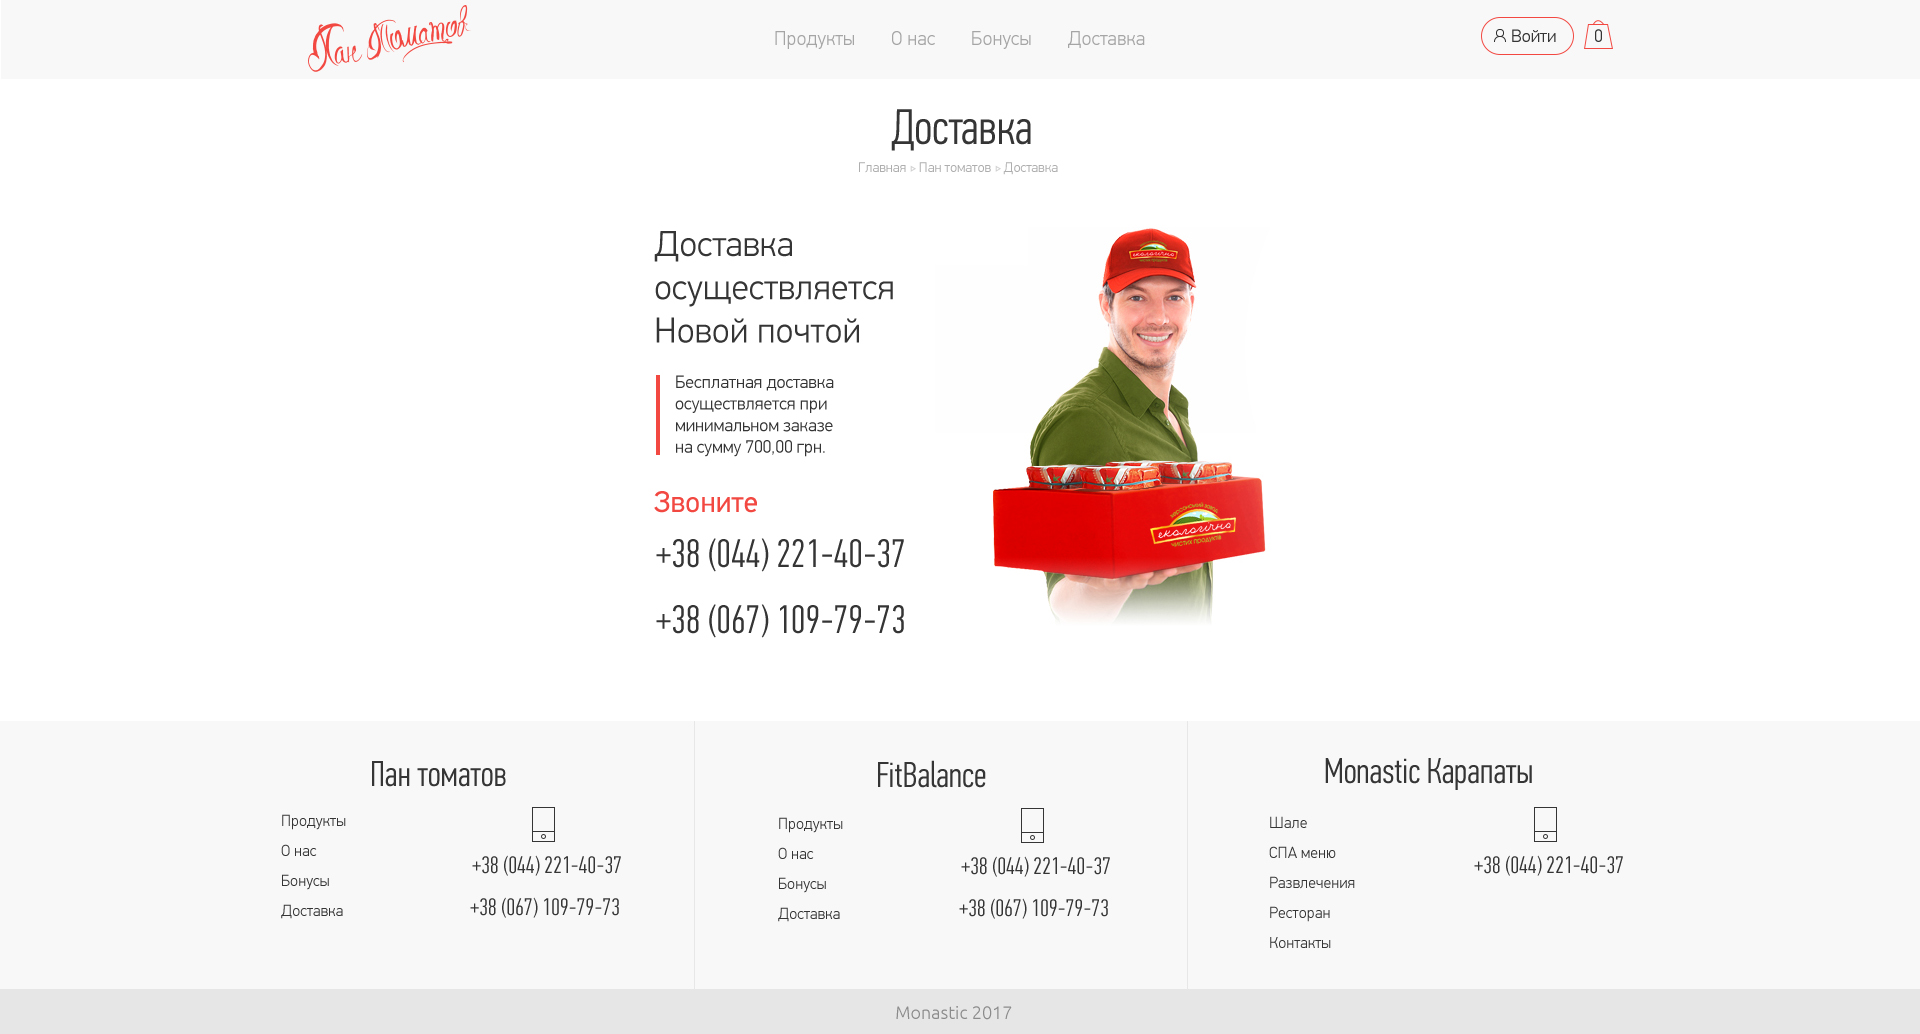 Пан Томатов
Продукты
О нас
Бонусы
Доставка
Войти
0
Доставка
Главная > Пан томатов > Доставка
Доставка
осуществляется
Новой почтой
Бесплатная доставка
осуществляется при
минимальном заказе
на сумму 700,00 грн.
Звоните
+38 (044) 221-40-37
+38 (067) 109-79-73
екологічно
екологічно
чистих продуктів
Пан томатов
Продукты
О нас
Бонусы
Доставка
+38 (044) 221-40-37
+38 (067) 109-79-73
FitBalance
Продукты
О нас
Бонусы
Доставка
+38 (044) 221-40-37
+38 (067) 109-79-73
Monastic Карапаты
Шале
СПА меню
Развлечения
Ресторан
Контакты
+38 (044) 221-40-37
Monastic 2017